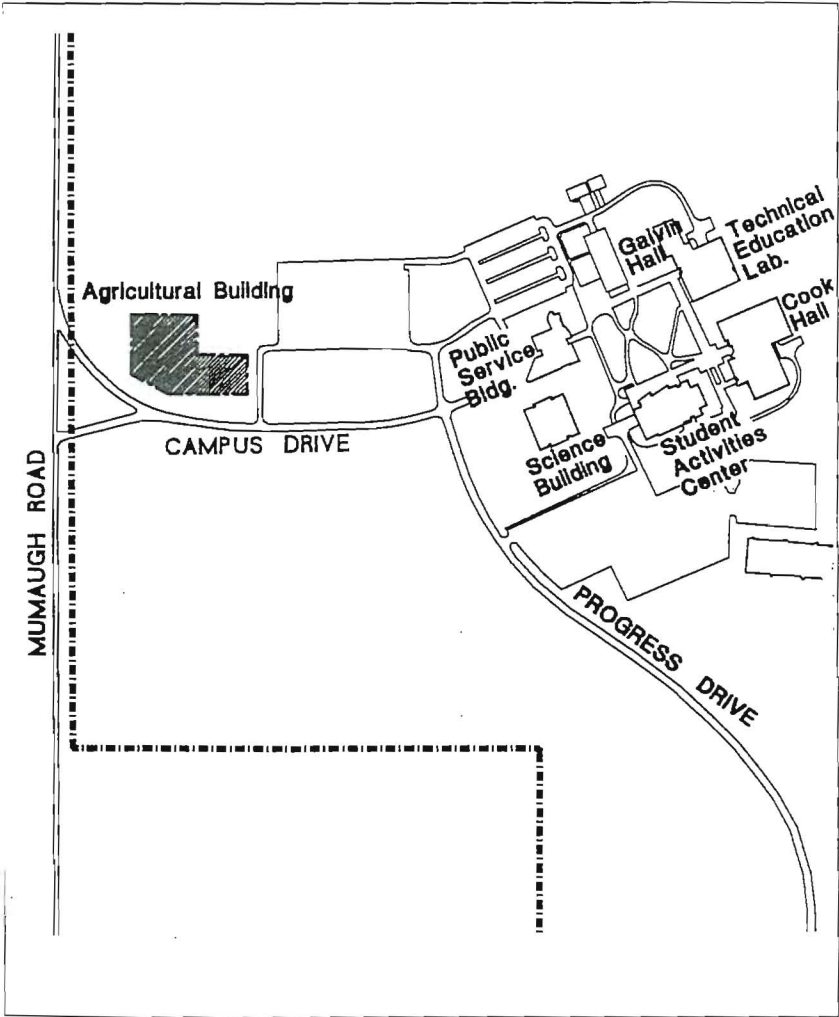 Technical
Education
Lab.
Galvin
Hall
Cook
Hall
Agricultural Building
Public
Service
Bldg.
CAMPUS DRIVE
Science
Building
Student
Activities
Center
MUMAUGH ROAD
PROGRESS DRIVE